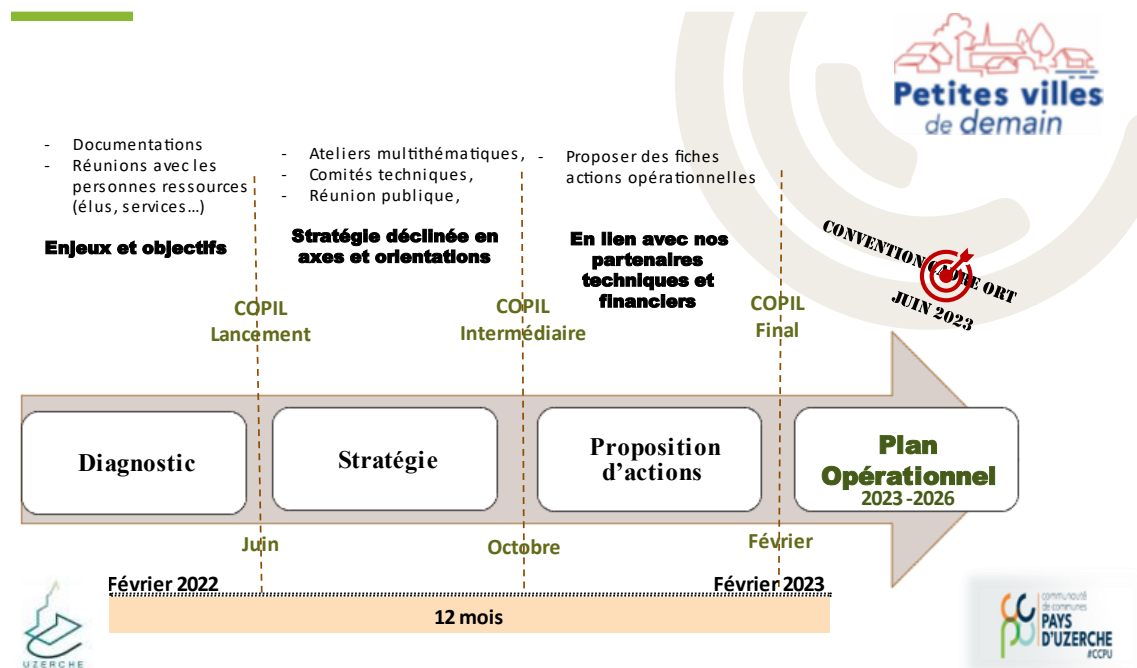 Petites villes
de demain
- Documentations
- Réunions avec les
personnes ressources
(élus, services...)
Enjeux et objectifs
- Ateliers multithématiques,
- Comités techniques,
- Réunion publique,
Stratégie déclinée en
axes et orientations
- Proposer des fiches
actions opérationnelles
En lien avec nos
partenaires
techniques et
financiers
CONVENTION CADRE ORT
JUIN 2023
COPIL
Lancement
COPIL
Intermédiaire
COPIL
Final
Diagnostic
Stratégie
Proposition
d'actions
Plan
Opérationnel
2023 -2026
Juin
Octobre
Février
Février 2022
Février 2023
12 mois
UZERCHE
communauté
de communes
PAYS
D'UZERCHE
#CCPU